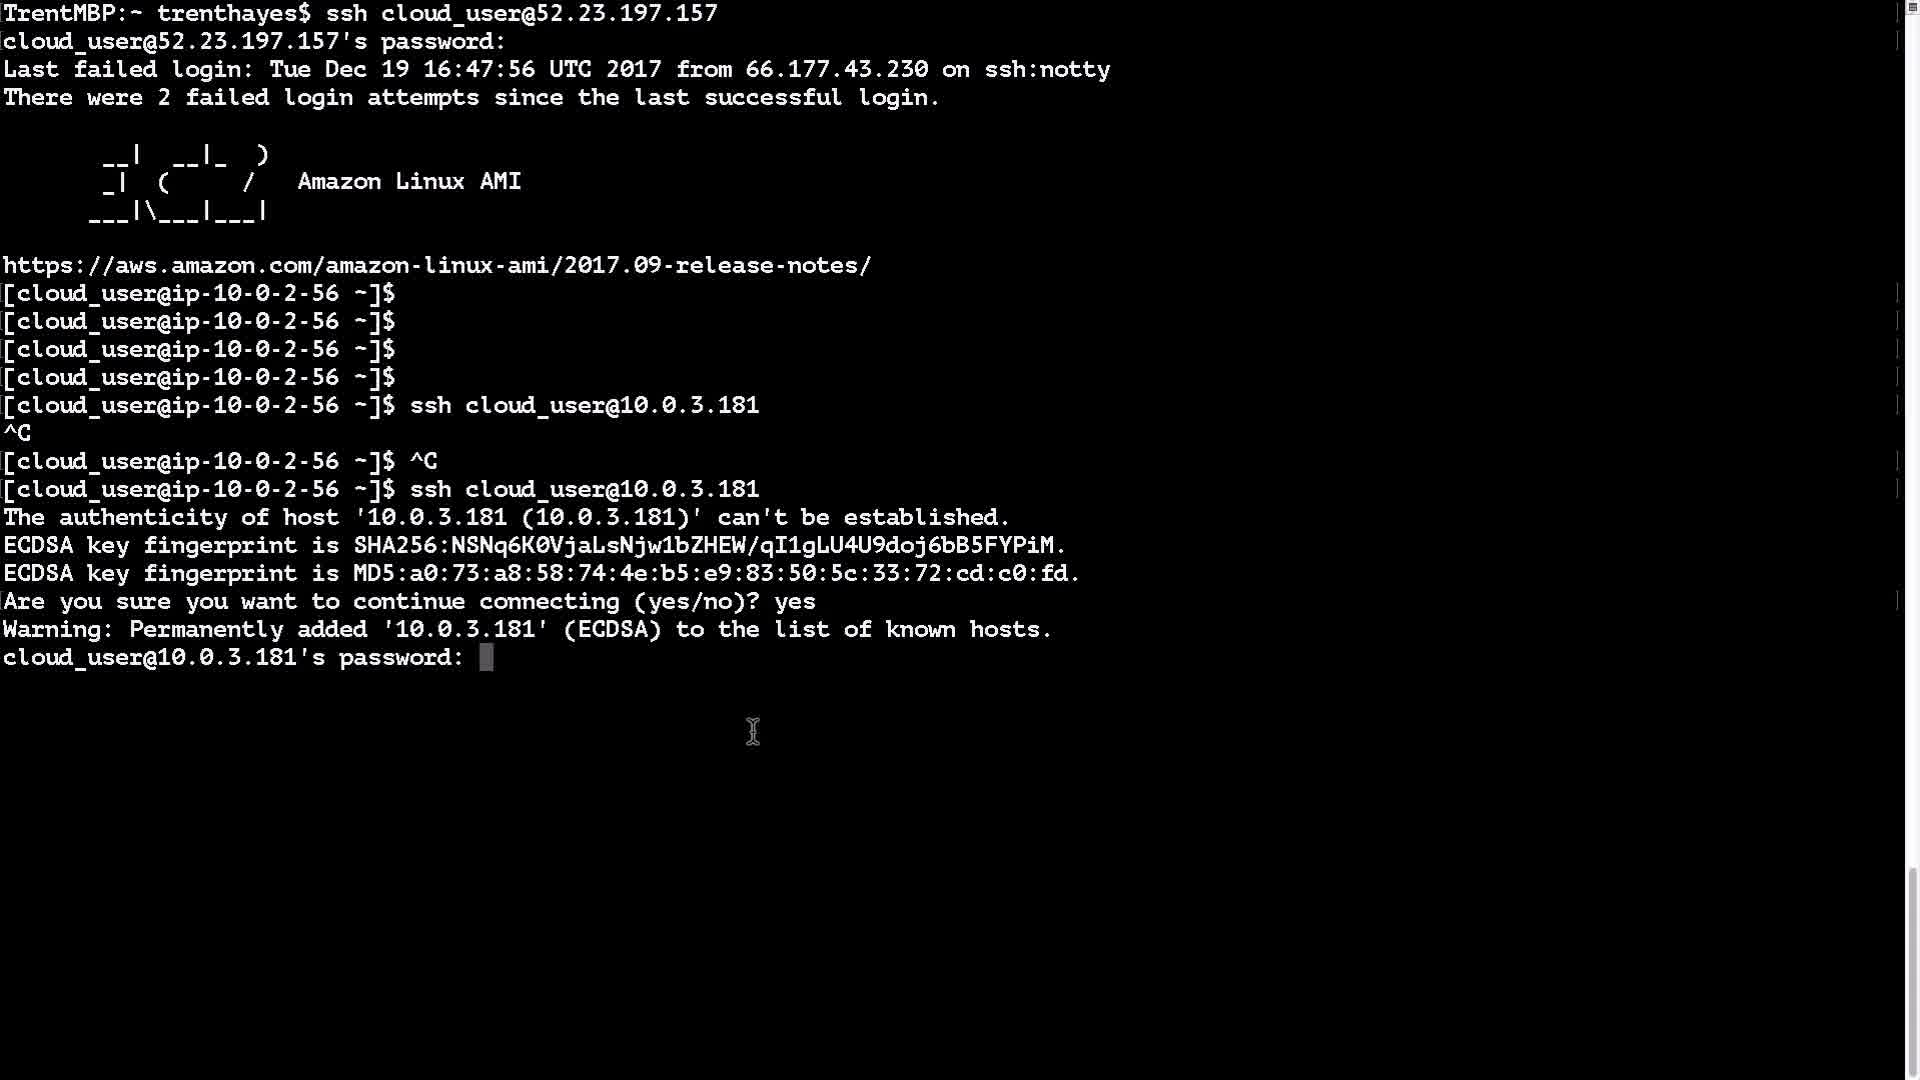 TrentMBP:~ trenthayes$ ssh cloud_user@52.23.197.157
cloud_user@52.23.197.157's password:
Last failed login: Tue Dec 19 16:47:56 UTC 2017 from 66.177.43.230 on ssh:notty
There were 2 failed login attempts since the last successful login.
       __|  __|_  )
       _|  (     /   Amazon Linux AMI
      ___|\___|___|
https://aws.amazon.com/amazon-linux-ami/2017.09-release-notes/
[cloud_user@ip-10-0-2-56 ~]$
[cloud_user@ip-10-0-2-56 ~]$
[cloud_user@ip-10-0-2-56 ~]$
[cloud_user@ip-10-0-2-56 ~]$
[cloud_user@ip-10-0-2-56 ~]$ ssh cloud_user@10.0.3.181
^C
[cloud_user@ip-10-0-2-56 ~]$ ^C
[cloud_user@ip-10-0-2-56 ~]$ ssh cloud_user@10.0.3.181
The authenticity of host '10.0.3.181 (10.0.3.181)' can't be established.
ECDSA key fingerprint is SHA256:NSNq6K0VjaLsNjw1bZHEW/qI1gLU4U9doj6bB5FYPiM.
ECDSA key fingerprint is MD5:a0:73:a8:58:74:4e:b5:e9:83:50:5c:33:72:cd:c0:fd.
Are you sure you want to continue connecting (yes/no)? yes
Warning: Permanently added '10.0.3.181' (ECDSA) to the list of known hosts.
cloud_user@10.0.3.181's password: